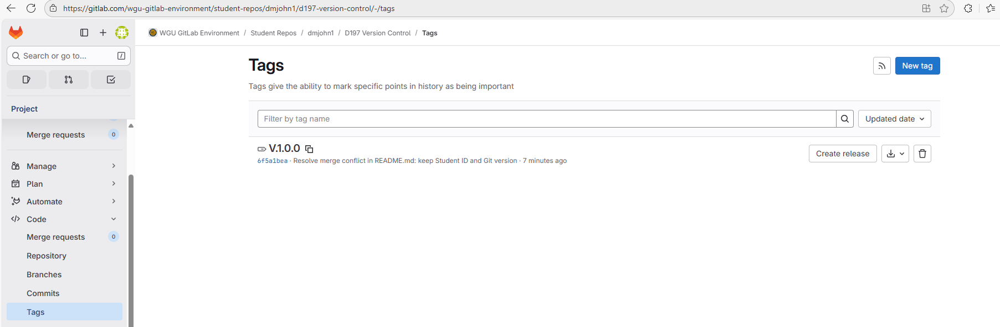 https://gitlab.com/wgu-gitlab-environment/student-repos/dmjohn1/d197-version-control/-/tags
WGU GitLab Environment / Student Repos / dmjohn1 / D197 Version Control / Tags
Search or go to... /
Project
Merge requests 0
Manage
Plan
Automate
Code
Merge requests 0
Repository
Branches
Commits
Tags
Tags
New tag
Tags give the ability to mark specific points in history as being important
Filter by tag name
Updated date
V.1.0.0
Create release
6f5a1bea · Resolve merge conflict in README.md: keep Student ID and Git version · 7 minutes ago